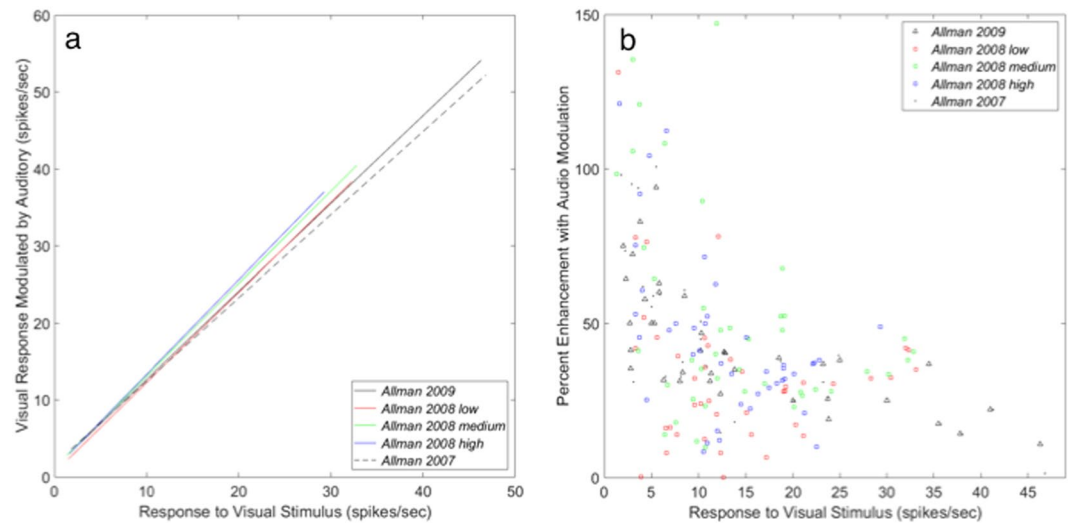 a
Visual Response Modulated by Auditory (spikes/sec)
60
50
40
30
20
10
0
0 10 20 30 40 50
Response to Visual Stimulus (spikes/sec)
Allman 2009
Allman 2008 low
Allman 2008 medium
Allman 2008 high
Allman 2007
b
Percent Enhancement with Audio Modulation
150
100
50
0
0 5 10 15 20 25 30 35 40 45
Response to Visual Stimulus (spikes/sec)
Allman 2009
Allman 2008 low
Allman 2008 medium
Allman 2008 high
Allman 2007